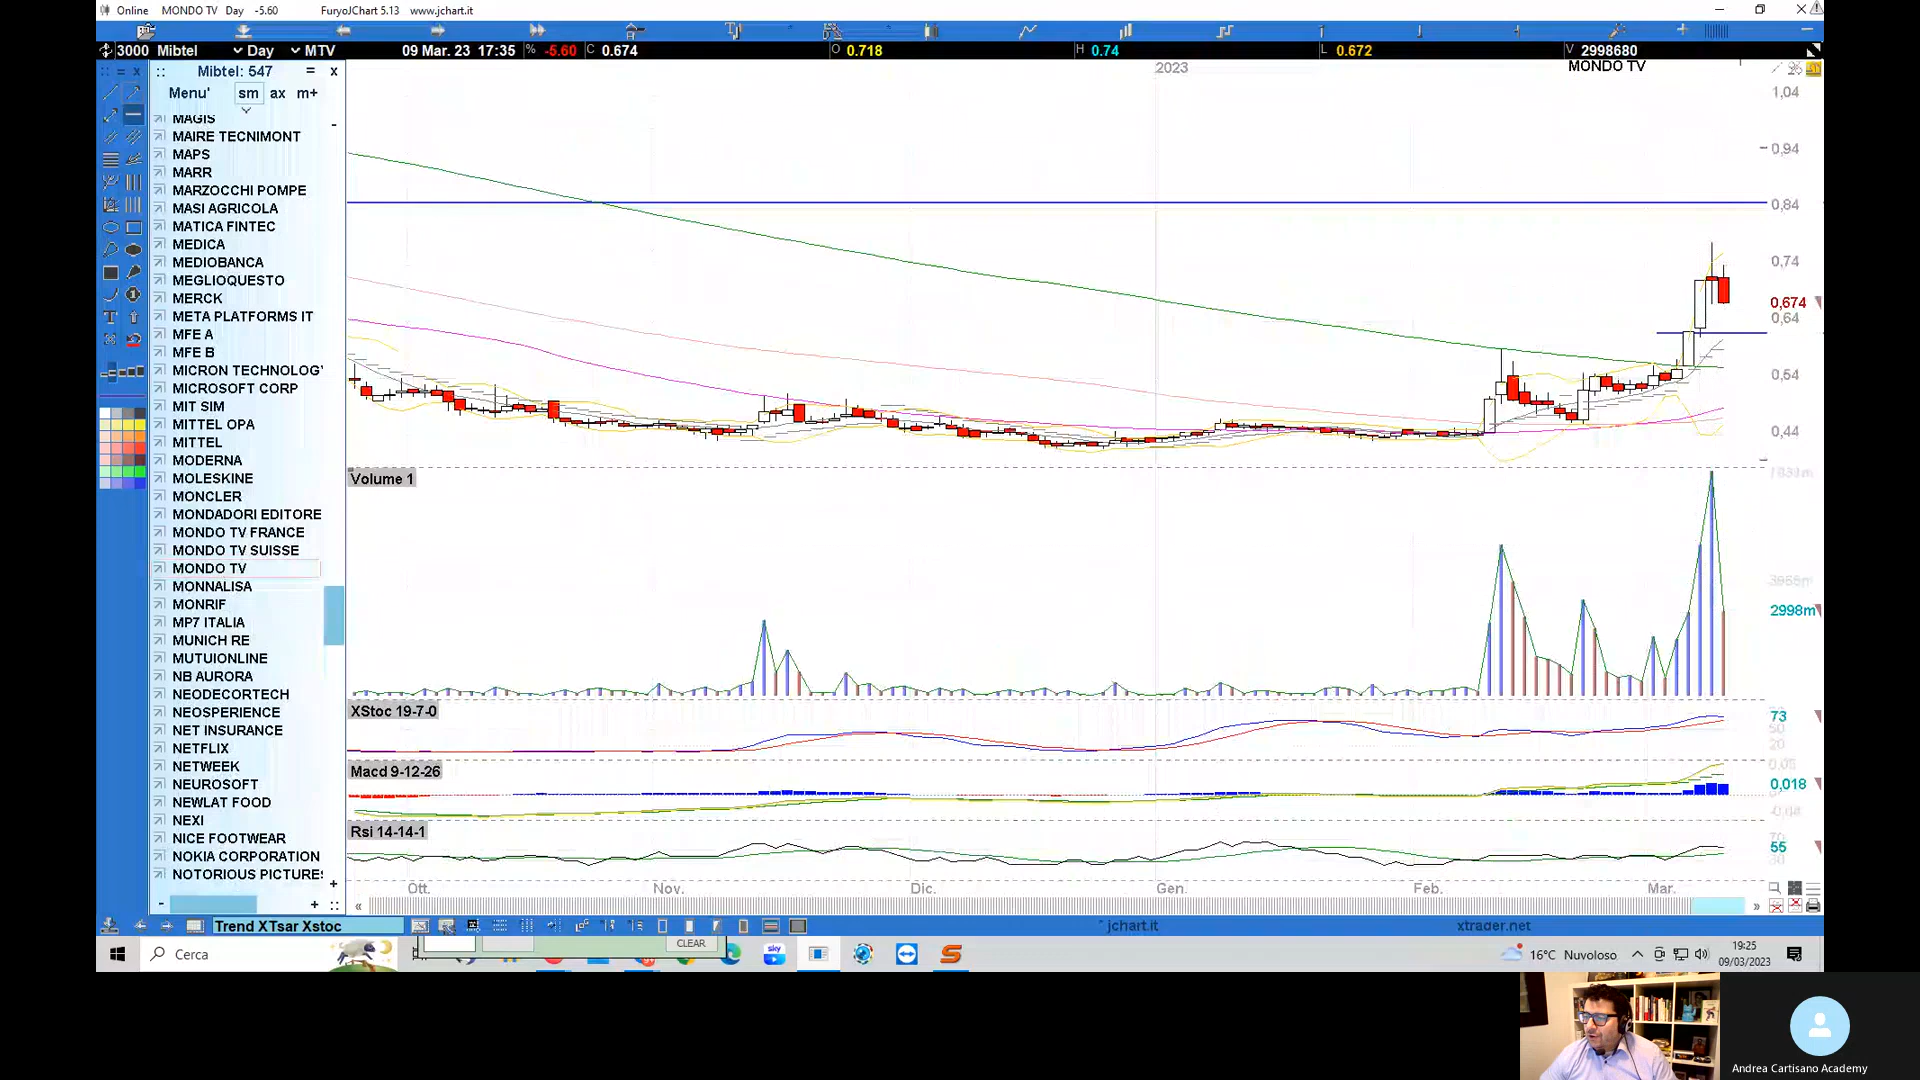 Online MONDO TV Day -5.60 FuryoJChart 5.13 www.jchart.it
3000 Mibtel Day MTV 09 Mar. 23 17:35 % -5.60 C 0.674 O 0.718 H 0.74 L 0.672 V 2998680
Mibtel: 547 = x
2023
MONDO TV
Menu' sm ax m+
MAGIS
MAIRE TECNIMONT
MAPS
MARR
MARZOCCHI POMPE
MASI AGRICOLA
MATICA FINTEC
MEDICA
MEDIOBANCA
MEGLIOQUESTO
MERCK
META PLATFORMS IT
MFE A
MFE B
MICRON TECHNOLOGY
MICROSOFT CORP
MIT SIM
MITTEL OPA
MITTEL
MODERNA
MOLESKINE
MONCLER
MONDADORI EDITORE
MONDO TV FRANCE
MONDO TV SUISSE
MONDO TV
MONNALISA
MONRIF
MP7 ITALIA
MUNICH RE
MUTUIONLINE
NB AURORA
NEODECORTECH
NEOSPERIENCE
NET INSURANCE
NETFLIX
NETWEEK
NEUROSOFT
NEWLAT FOOD
NEXI
NICE FOOTWEAR
NOKIA CORPORATION
NOTORIOUS PICTURES
1,04
0,94
0,84
0,74
0,674
0,64
0,54
0,44
Volume 1
2998m
XStoc 19-7-0
73
50
20
Macd 9-12-26
0,018
Rsi 14-14-1
70
55
30
Ott. Nov. Dic. Gen. Feb. Mar.
Trend XTsar Xstoc
jchart.it
xtrader.net
CLEAR
Cerca
sky
16°C Nuvoloso
19:25
09/03/2023
Andrea Cartisano Academy